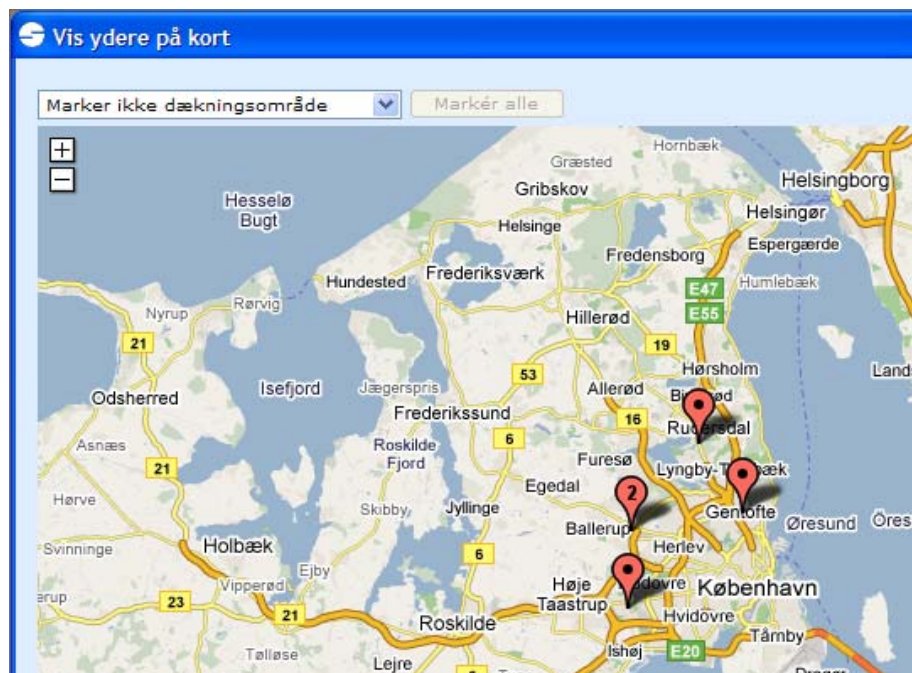 Vis ydere på kort
Marker ikke dækningsområde
Markér alle
+
−
Hornbæk
Græsted
Gribskov
Helsingborg
Hesselø
Bugt
Helsingør
Helsinge
Espergærde
Fredensborg
Hundested
Frederiksværk
Humlebæk
E47
Rørvig
Nyrup
E55
Hillerød
21
19
Hørsholm
53
Isefjord
Jægerspris
Allerød
Odsherred
Frederikssund
16
Rudersdal
Asnæs
6
Roskilde
Fjord
Furesø
21
Egedal
2
Hørve
Skibby
Jyllinge
Gentofte
Ballerup
Øresund
Svinninge
Holbæk
6
Herlev
Ejby
Vipperød
Høje
Taastrup
København
23
21
Roskilde
Hvidovre
Tårnby
Tølløse
Ishøj
E20
Lejre